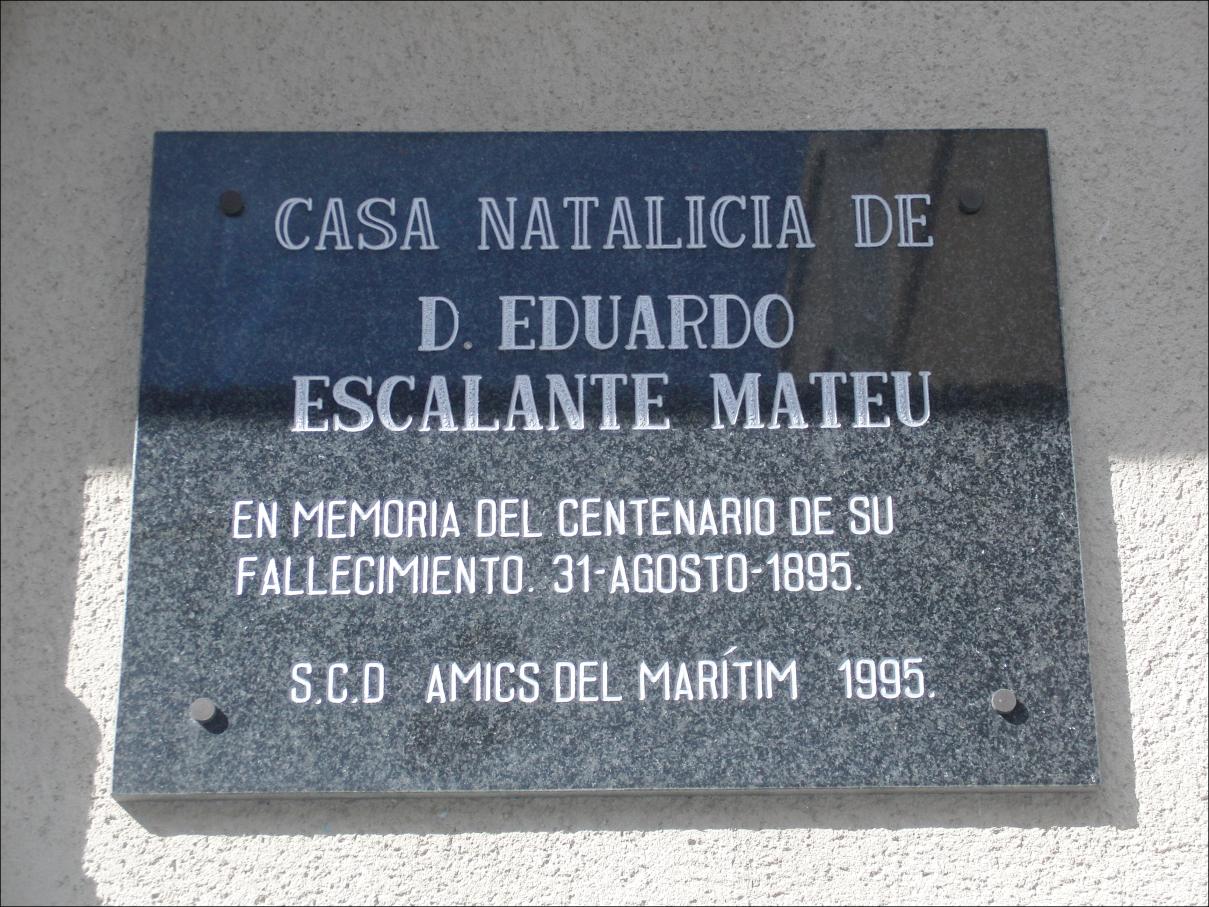 CASA NATALICIA DE
D. EDUARDO
ESCALANTE MATEU
EN MEMORIA DEL CENTENARIO DE SU
FALLECIMIENTO. 31-AGOSTO-1895.
S.C.D AMICS DEL MARÍTIM 1995.